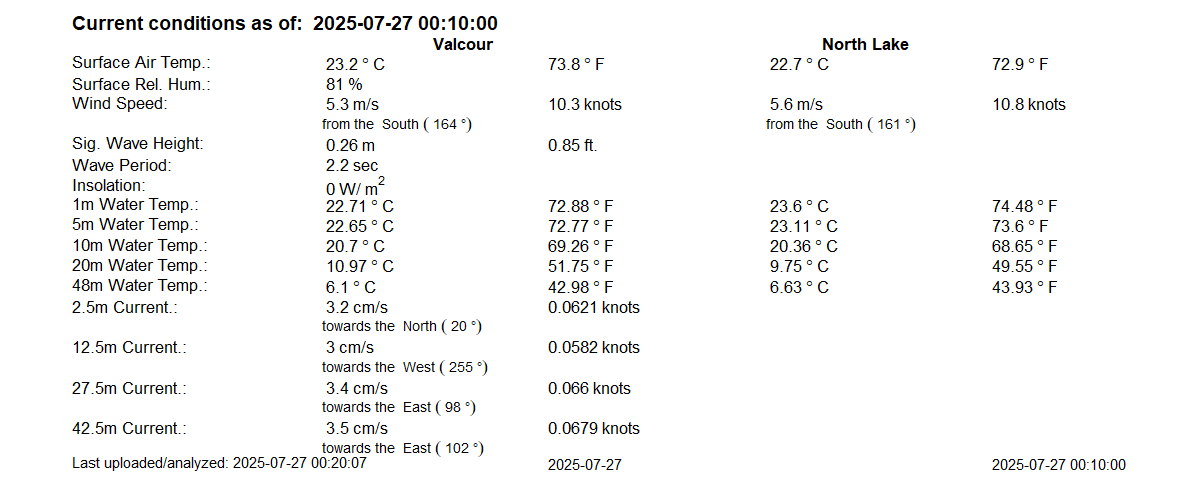 Current conditions as of: 2025-07-27 00:10:00
Valcour North Lake
Surface Air Temp.: 23.2 ° C 73.8 ° F 22.7 ° C 72.9 ° F
Surface Rel. Hum.: 81 %
Wind Speed: 5.3 m/s 10.3 knots 5.6 m/s 10.8 knots
from the South ( 164 °) from the South ( 161 °)
Sig. Wave Height: 0.26 m 0.85 ft.
Wave Period: 2.2 sec
Insolation: 0 W/ m2
1m Water Temp.: 22.71 ° C 72.88 ° F 23.6 ° C 74.48 ° F
5m Water Temp.: 22.65 ° C 72.77 ° F 23.11 ° C 73.6 ° F
10m Water Temp.: 20.7 ° C 69.26 ° F 20.36 ° C 68.65 ° F
20m Water Temp.: 10.97 ° C 51.75 ° F 9.75 ° C 49.55 ° F
48m Water Temp.: 6.1 ° C 42.98 ° F 6.63 ° C 43.93 ° F
2.5m Current.: 3.2 cm/s 0.0621 knots
towards the North ( 20 °)
12.5m Current.: 3 cm/s 0.0582 knots
towards the West ( 255 °)
27.5m Current.: 3.4 cm/s 0.066 knots
towards the East ( 98 °)
42.5m Current.: 3.5 cm/s 0.0679 knots
towards the East ( 102 °)
Last uploaded/analyzed: 2025-07-27 00:20:07 2025-07-27 2025-07-27 00:10:00